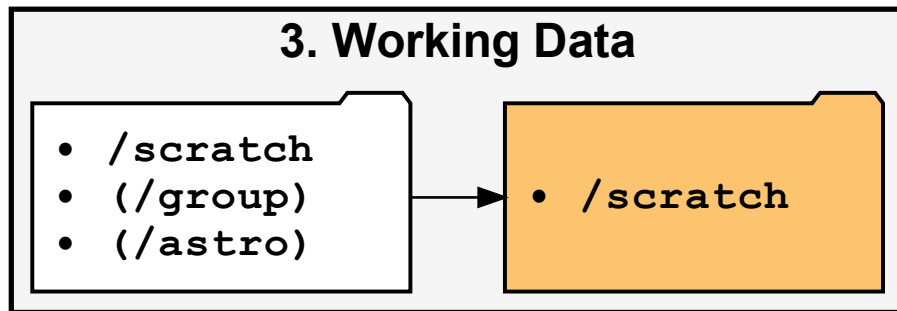 3. Working Data
• /scratch
• (/group)
• (/astro)
• /scratch